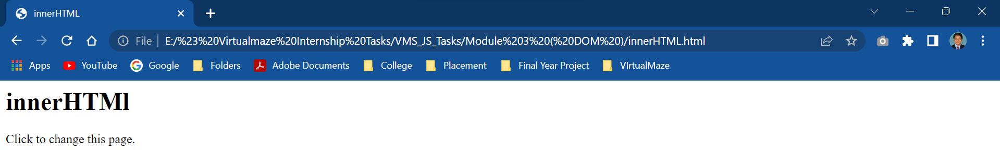 innerHTML
File E:/%23%20Virtualmaze%20Internship%20Tasks/VMS_JS_Tasks/Module%203%20(%20DOM%20)/innerHTML.html
Apps YouTube Google Folders Adobe Documents College Placement Final Year Project VIrtualMaze
innerHTMl
Click to change this page.